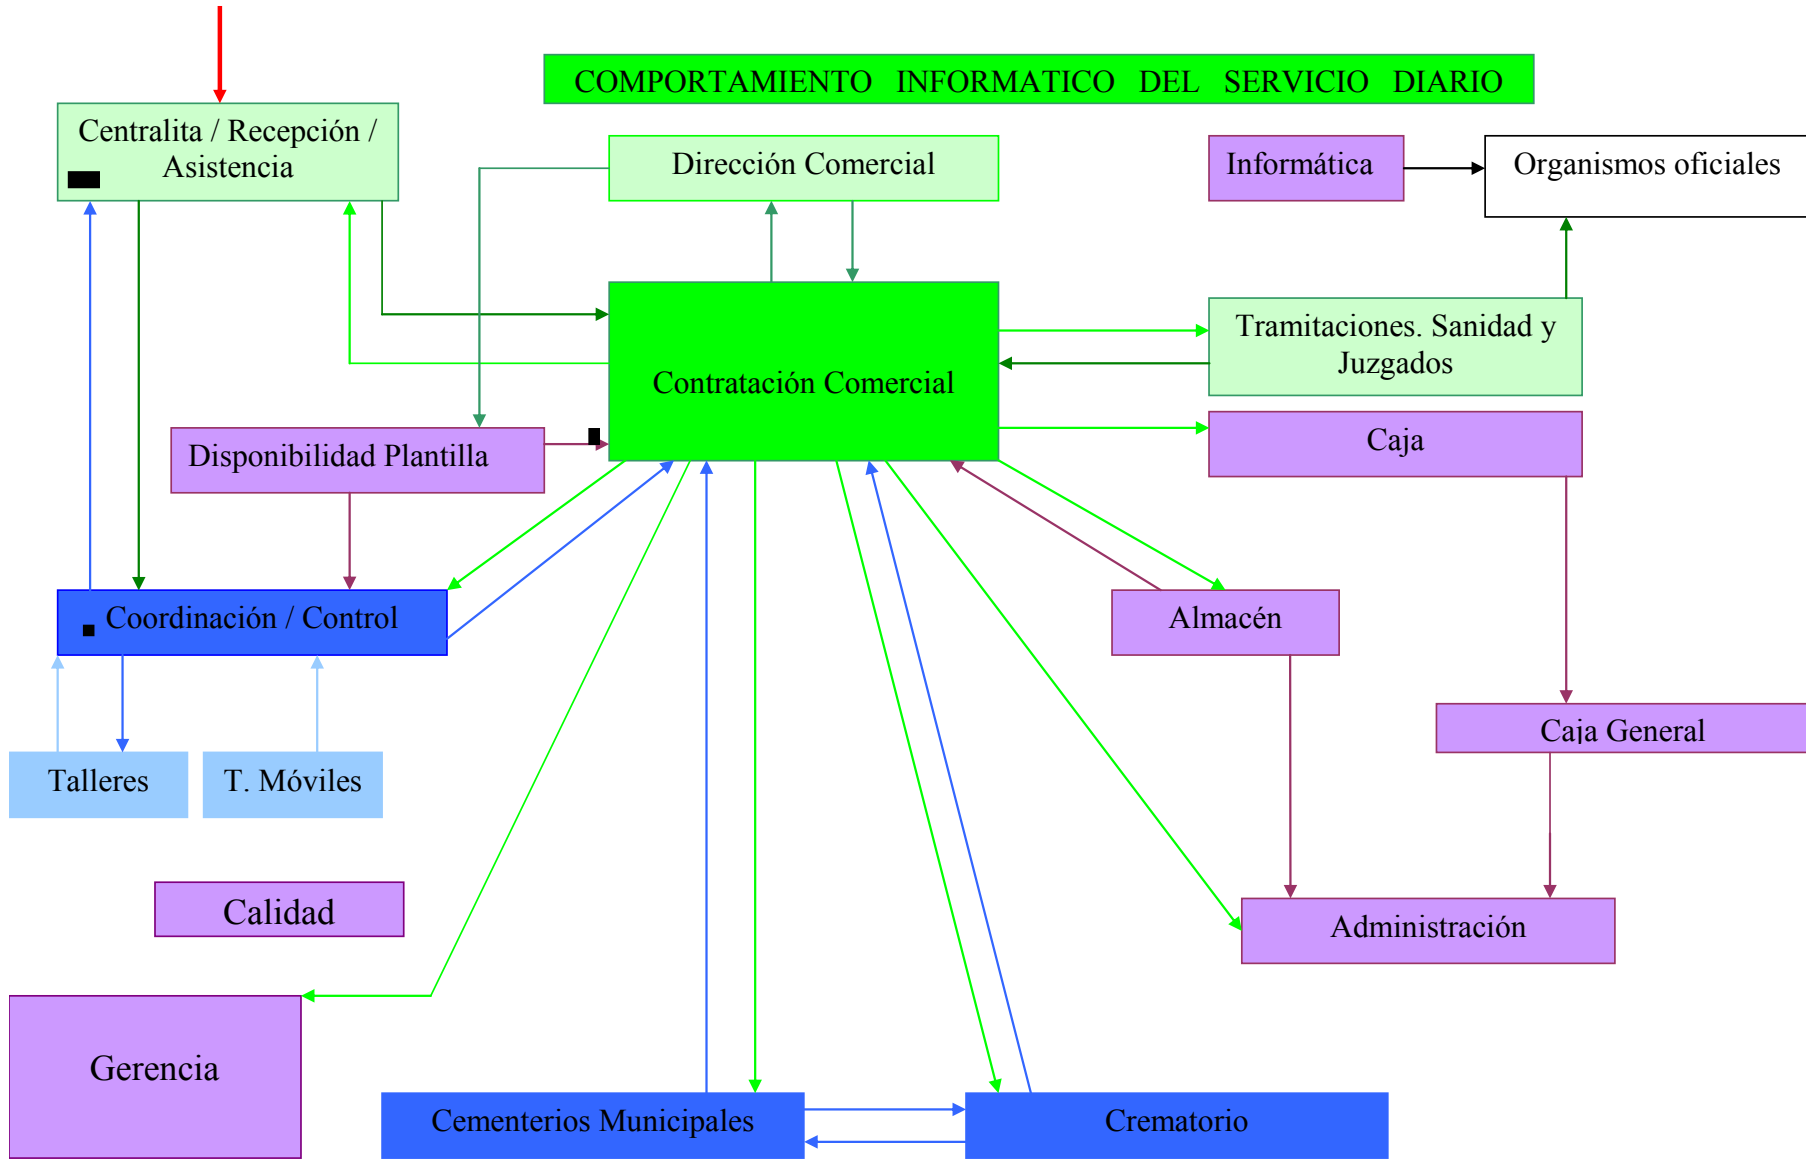 COMPORTAMIENTO INFORMATICO DEL SERVICIO DIARIO
Centralita / Recepción /
Asistencia
Dirección Comercial
Informática
Organismos oficiales
Tramitaciones. Sanidad y
Juzgados
Contratación Comercial
Caja
Disponibilidad Plantilla
Coordinación / Control
Almacén
Caja General
Talleres
T. Móviles
Calidad
Administración
Gerencia
Cementerios Municipales
Crematorio